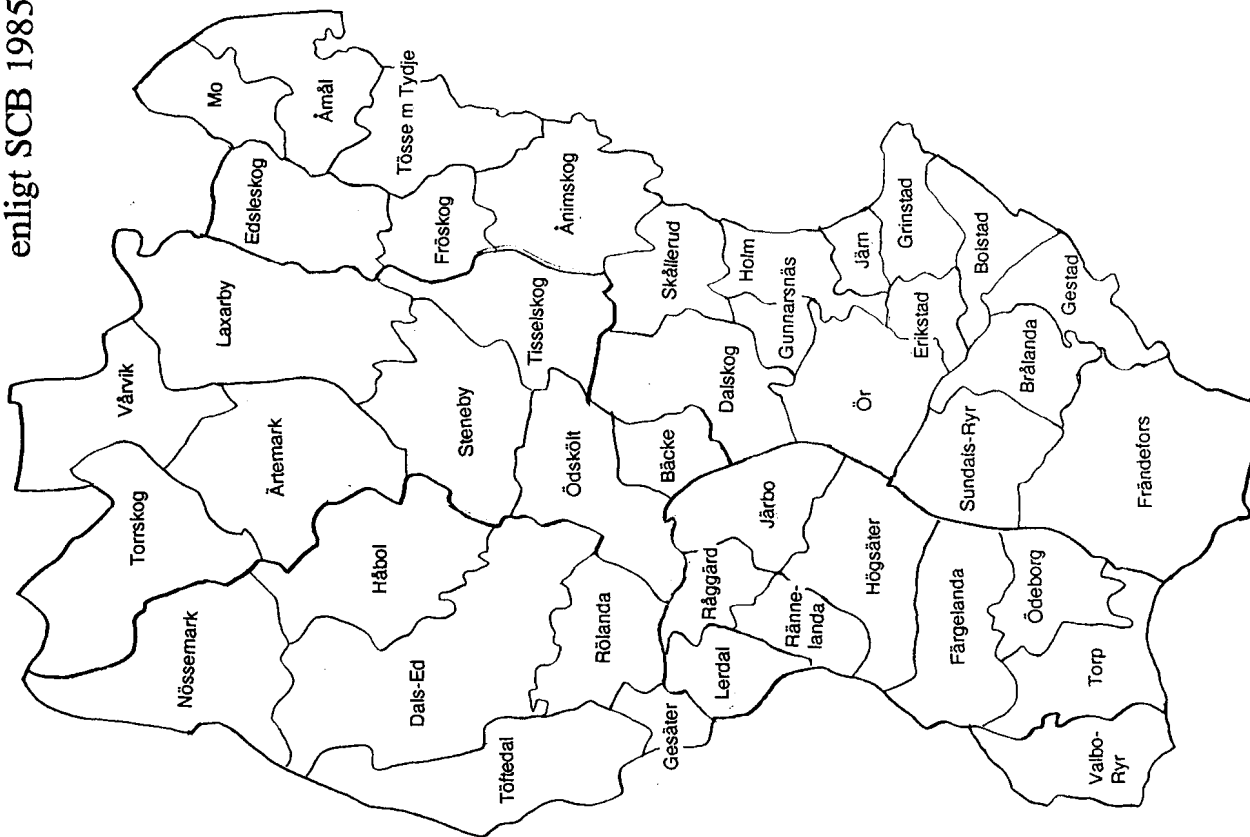 enligt SCB 1985
Mo
Åmål
Tösse m Tydje
Edsleskog
Fröskog
Ånimskog
Laxarby
Vårvik
Torrskog
Ärtemark
Steneby
Tisselskog
Skållerud
Holm
Järn
Grinstad
Bolstad
Gestad
Gunnarsnäs
Erikstad
Brålanda
Dalskog
Ör
Sundals-Ryr
Frändefors
Ödskölt
Bäcke
Nössemark
Håbol
Dals-Ed
Rölanda
Töftedal
Gesäter
Järbo
Råggärd
Ränne-
landa
Lerdal
Högsäter
Färgelanda
Ödeborg
Torp
Valbo-
Ryr